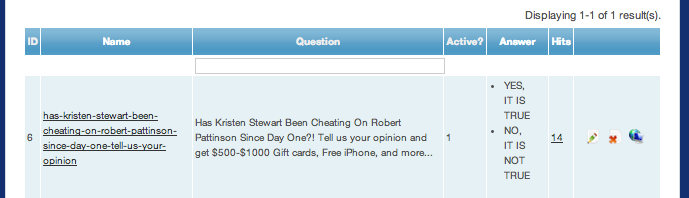 Displaying 1-1 of 1 result(s).
ID Name Question Active? Answer Hits
6
has-kristen-stewart-been-
cheating-on-robert-pattinson-
since-day-one-tell-us-your-
opinion
Has Kristen Stewart Been Cheating On Robert
Pattinson Since Day One?! Tell us your opinion and
get $500-$1000 Gift cards, Free iPhone, and more...
1
• YES,
IT IS
TRUE
• NO,
IT IS
NOT
TRUE
14